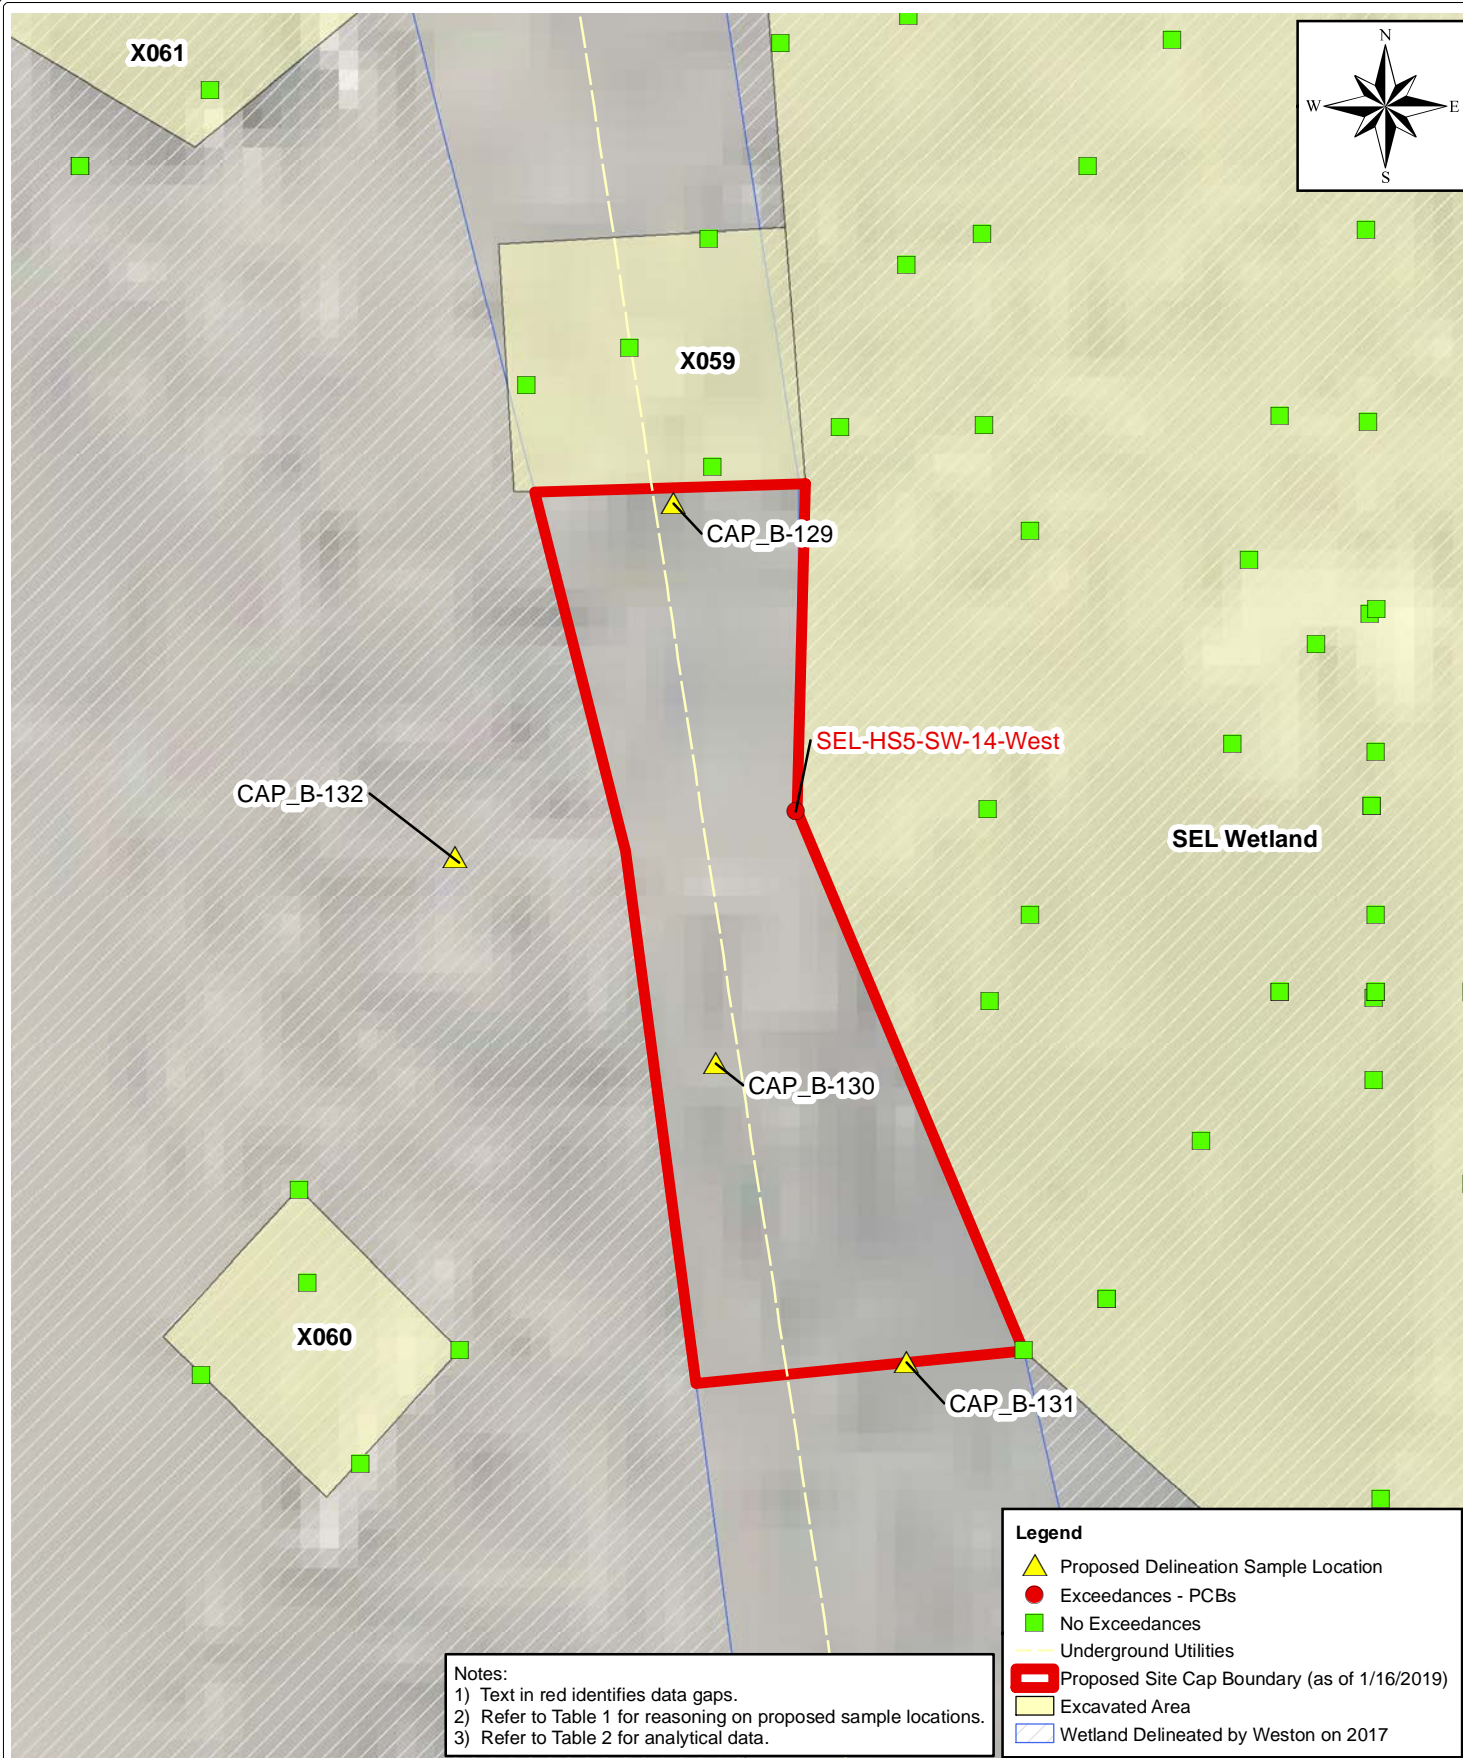 X061
N
W
E
S
X059
CAP_B-129
SEL-HS5-SW-14-West
CAP_B-132
SEL Wetland
CAP_B-130
X060
CAP_B-131
Legend
Proposed Delineation Sample Location
Exceedances - PCBs
No Exceedances
Underground Utilities
Proposed Site Cap Boundary (as of 1/16/2019)
Excavated Area
Wetland Delineated by Weston on 2017
Notes:
1) Text in red identifies data gaps.
2) Refer to Table 1 for reasoning on proposed sample locations.
3) Refer to Table 2 for analytical data.